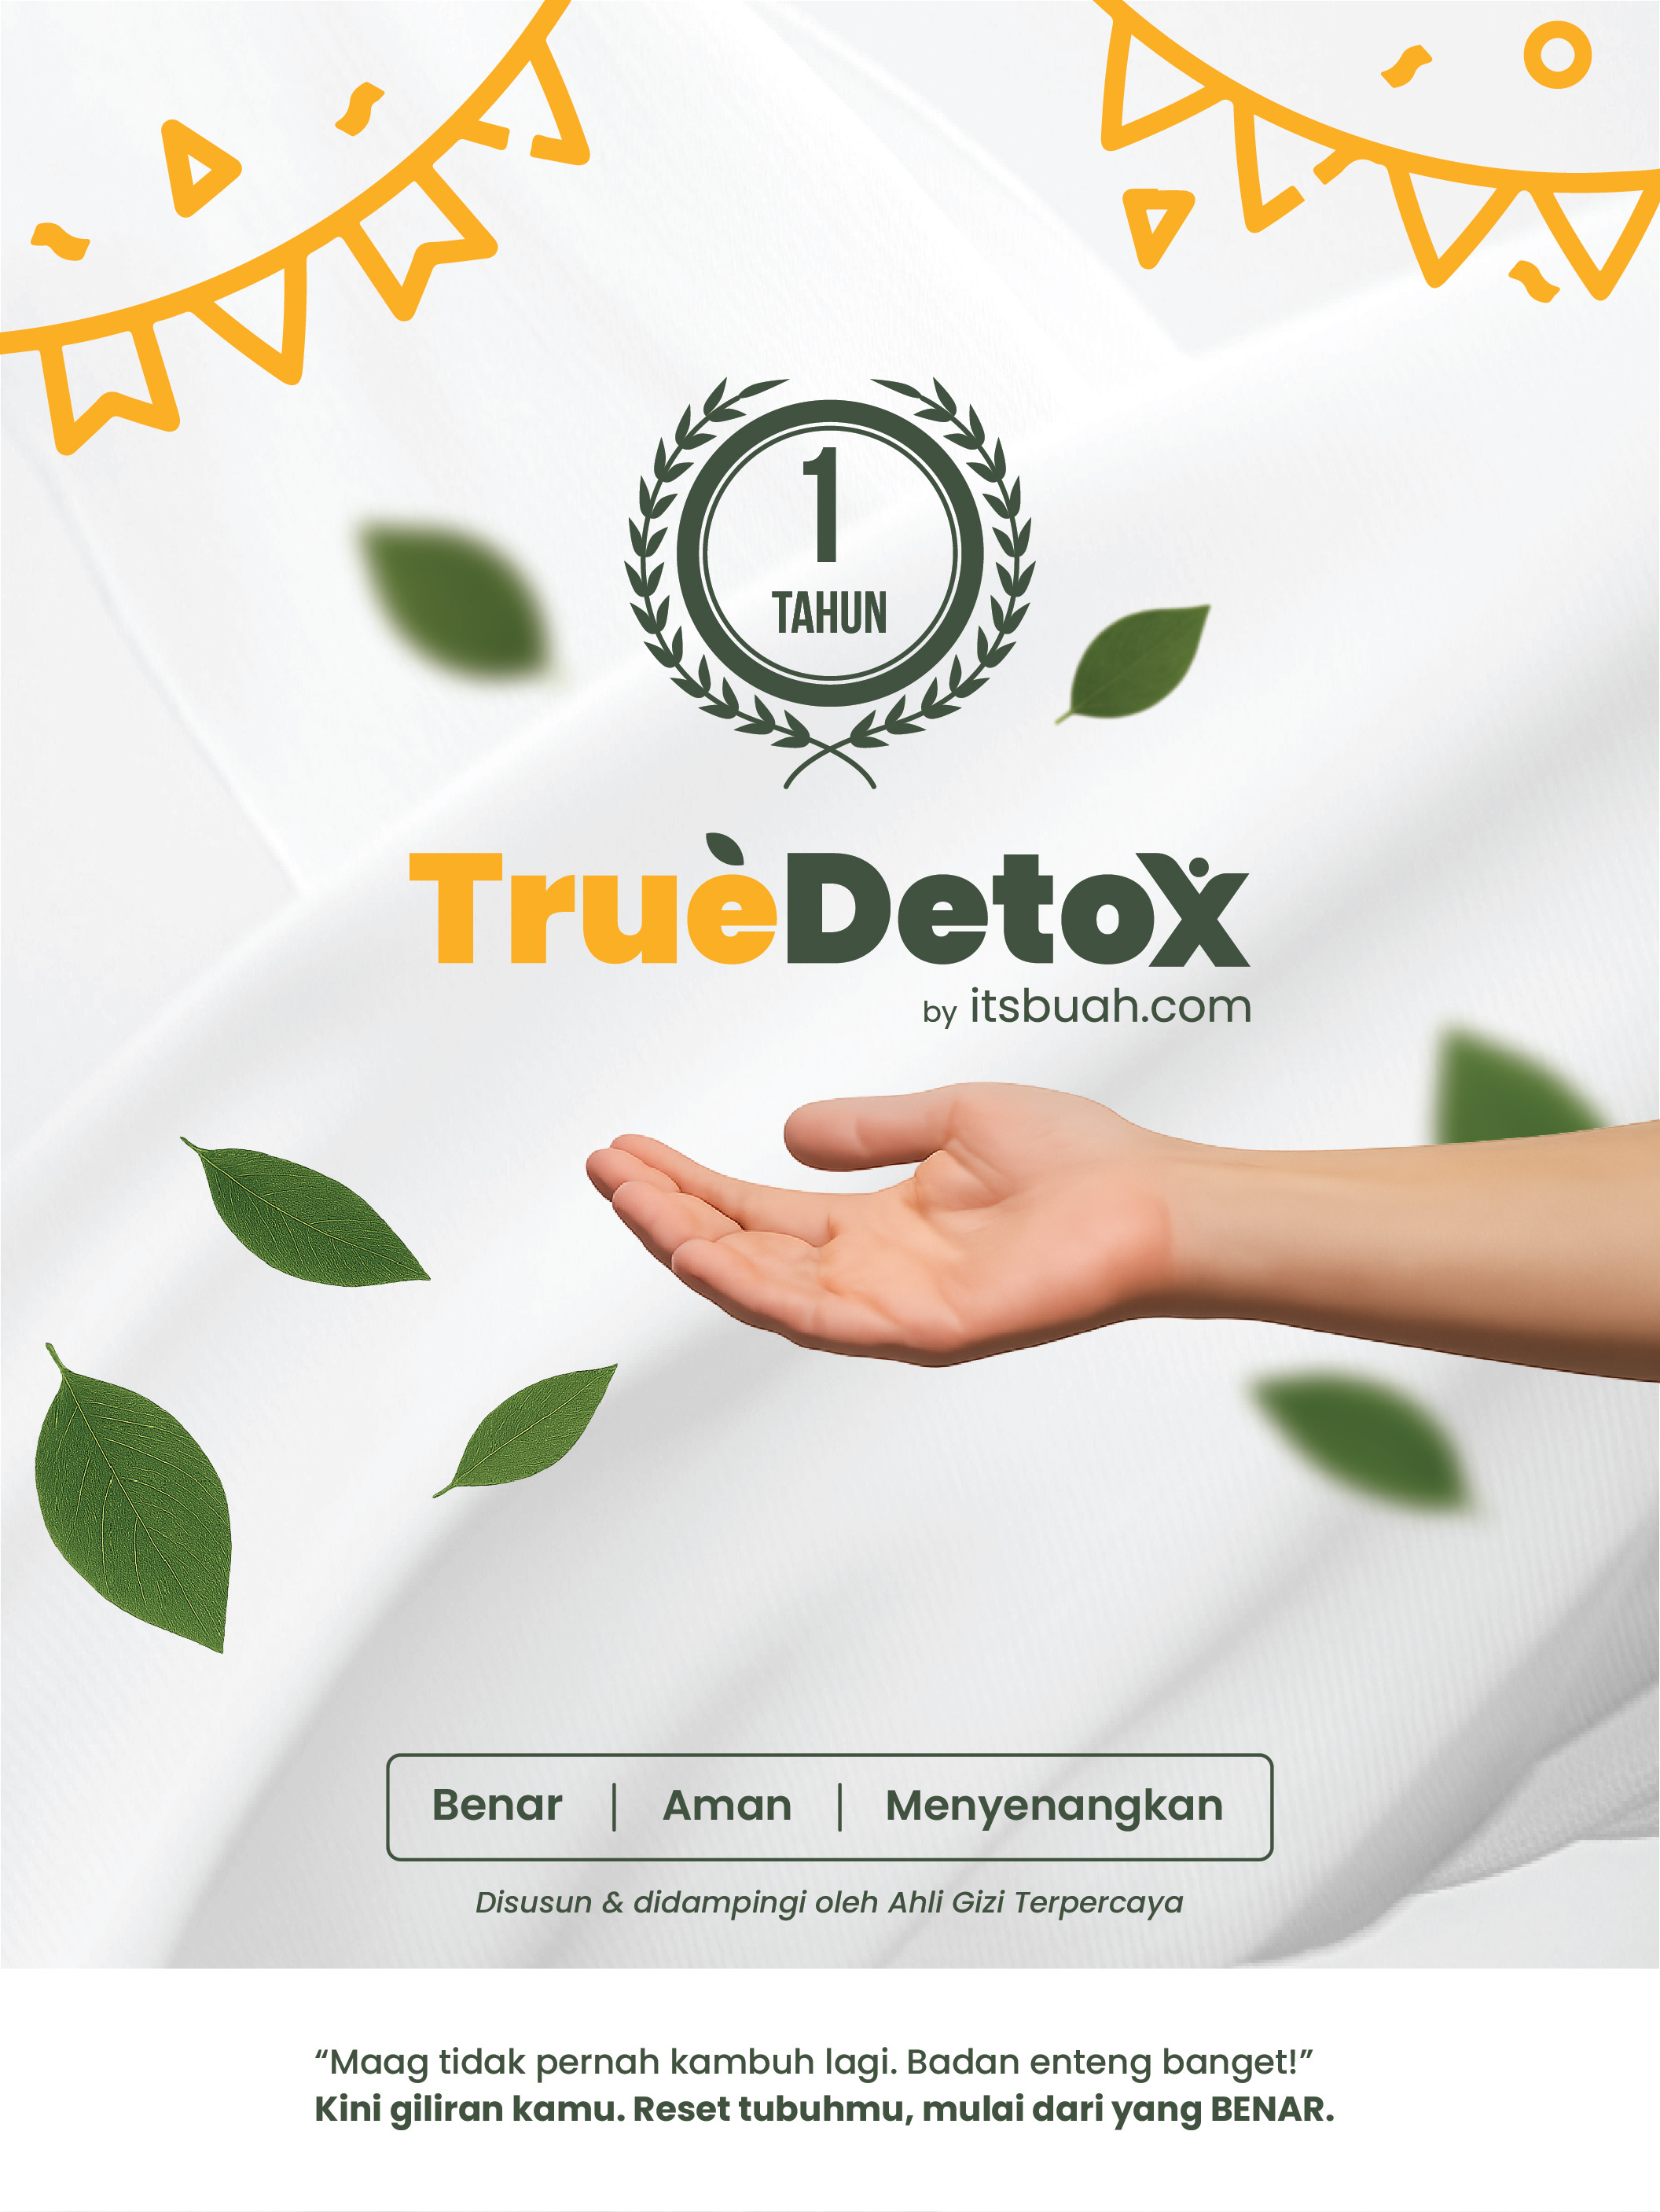 1
TAHUN
TrueDetox
by itsbuah.com
Benar | Aman | Menyenangkan
Disusun & didampingi oleh Ahli Gizi Terpercaya
“Maag tidak pernah kambuh lagi. Badan enteng banget!”
Kini giliran kamu. Reset tubuhmu, mulai dari yang BENAR.